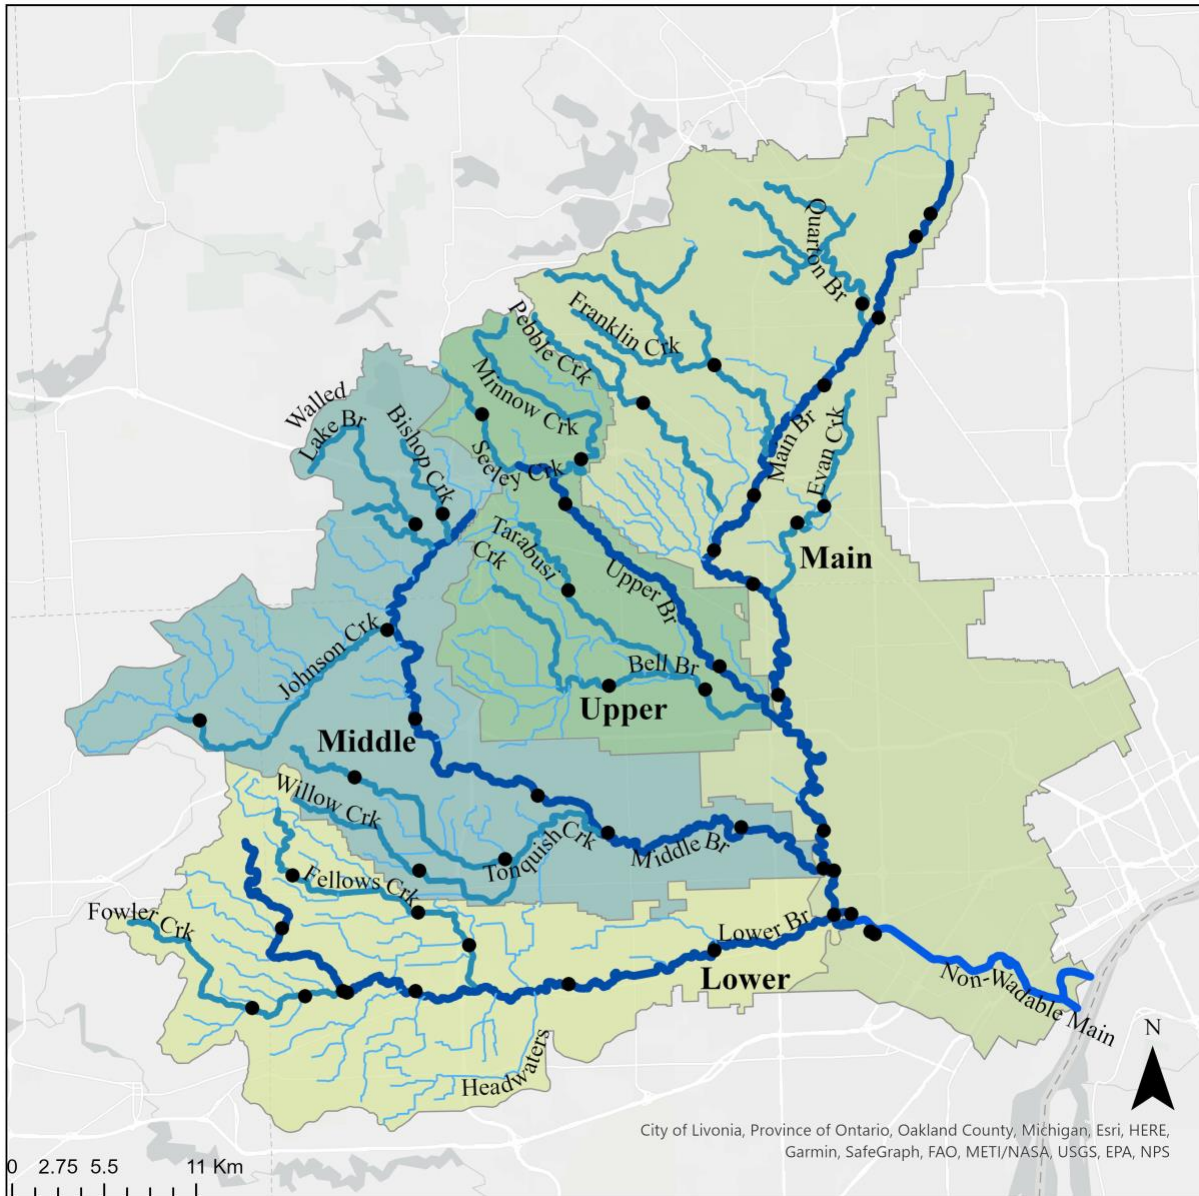 Quarton Br
Franklin Crk
Pebble Crk
Minnow Crk
Walled
Lake Br
Bishop Crk
Seeley Crk
Main Br
Evan Crk
Tarabusi
Crk
Main
Upper Br
Johnson Crk
Bell Br
Upper
Middle
Willow Crk
Tonquish Crk
Middle Br
Fellows Crk
Fowler Crk
Lower Br
Lower
Non-Wadable Main
Headwaters
N
City of Livonia, Province of Ontario, Oakland County, Michigan, Esri, HERE,
Garmin, SafeGraph, FAO, METI/NASA, USGS, EPA, NPS
0 2.75 5.5 11 Km